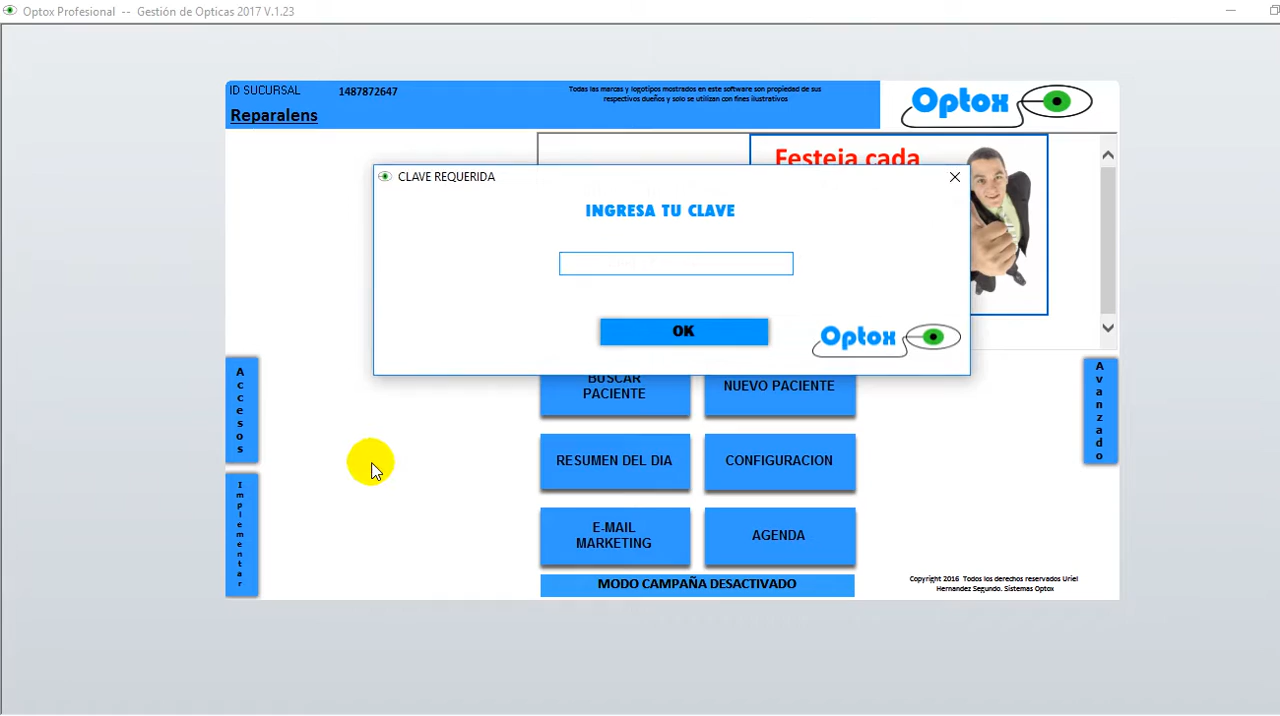 Optox Profesional -- Gestión de Opticas 2017 V.1.23
ID SUCURSAL 1487872647
Todas las marcas y logotipos mostrados en este software son propiedad de sus
respectivos dueños y solo se utilizan con fines ilustrativos
Reparalens
Optox
Festeja cada
CLAVE REQUERIDA
INGRESA TU CLAVE
OK
Optox
Accesos
Implementar
BUSCAR
PACIENTE
NUEVO PACIENTE
RESUMEN DEL DIA
CONFIGURACION
E-MAIL
MARKETING
AGENDA
MODO CAMPAÑA DESACTIVADO
Avanzado
Copyright 2016 Todos los derechos reservados Uriel
Hernandez Segundo. Sistemas Optox